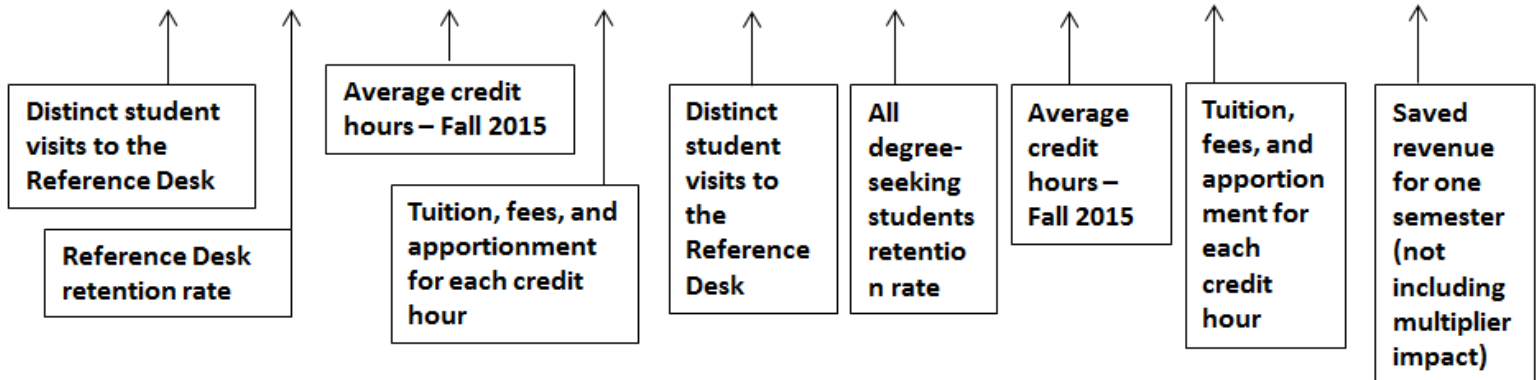 Distinct student
visits to the
Reference Desk
Reference Desk
retention rate
Average credit
hours – Fall 2015
Tuition, fees, and
apportionment
for each credit
hour
Distinct
student
visits to
the
Reference
Desk
All
degree-
seeking
students
retentio
n rate
Average
credit
hours –
Fall 2015
Tuition,
fees, and
apportion
ment for
each
credit
hour
Saved
revenue
for one
semester
(not
including
multiplier
impact)